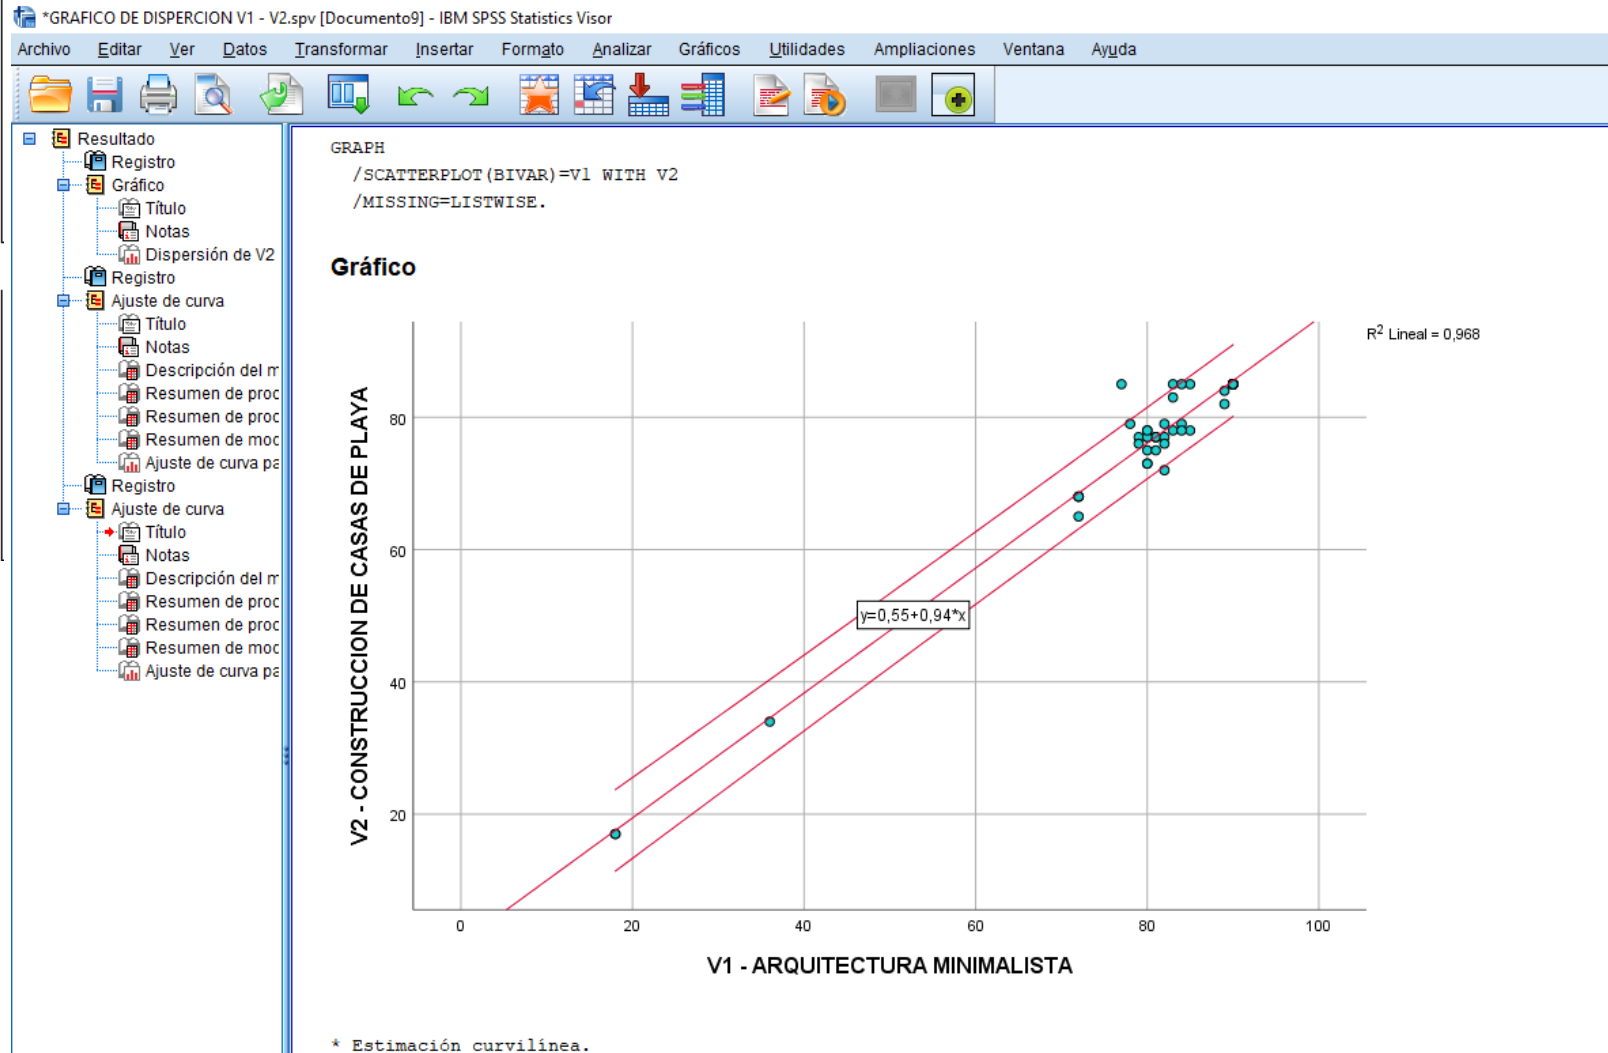 *GRAFICO DE DISPERCION V1 - V2.spv [Documento9] - IBM SPSS Statistics Visor
Archivo Editar Ver Datos Transformar Insertar Formato Analizar Gráficos Utilidades Ampliaciones Ventana Ayuda
Resultado
Registro
Gráfico
Título
Notas
Dispersión de V2
Registro
Ajuste de curva
Título
Notas
Descripción del m
Resumen de proc
Resumen de proc
Resumen de moc
Ajuste de curva pa
Registro
Ajuste de curva
Título
Notas
Descripción del m
Resumen de proc
Resumen de proc
Resumen de moc
Ajuste de curva pa
GRAPH
/SCATTERPLOT(BIVAR)=V1 WITH V2
/MISSING=LISTWISE.
Gráfico
R2 Lineal = 0,968
V2 - CONSTRUCCION DE CASAS DE PLAYA
80
60
40
20
y=0,55+0,94*x
0 20 40 60 80 100
V1 - ARQUITECTURA MINIMALISTA
* Estimación curvilínea.